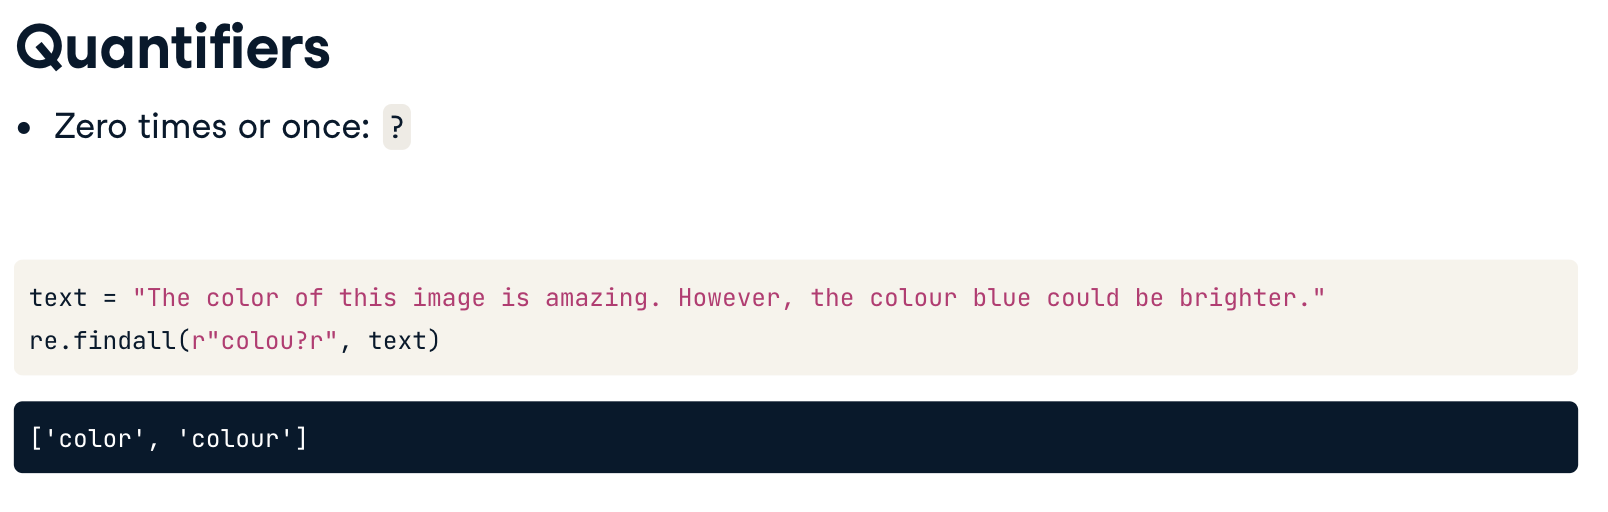 Quantifiers
• Zero times or once: ?
text = "The color of this image is amazing. However, the colour blue could be brighter."
re.findall(r"colou?r", text)
['color', 'colour']